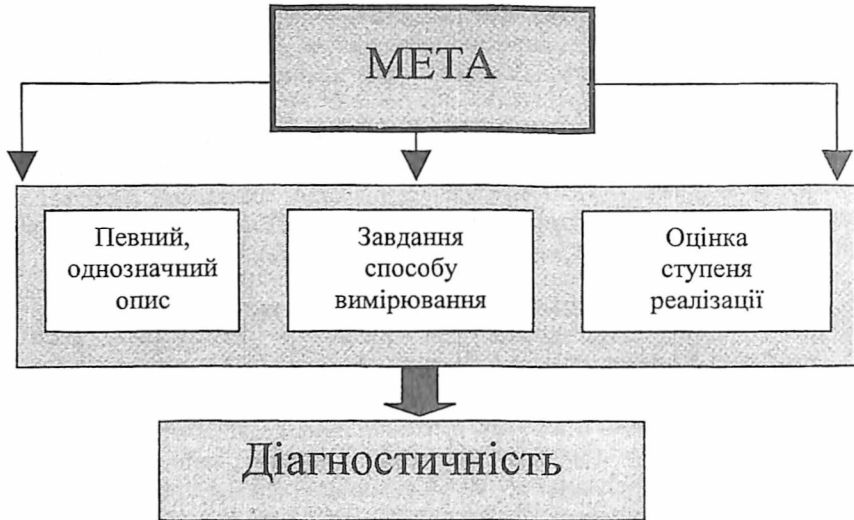 МЕТА
Певний,
однозначний
опис
Завдання
способу
вимірювання
Оцінка
ступеня
реалізації
Діагностичність